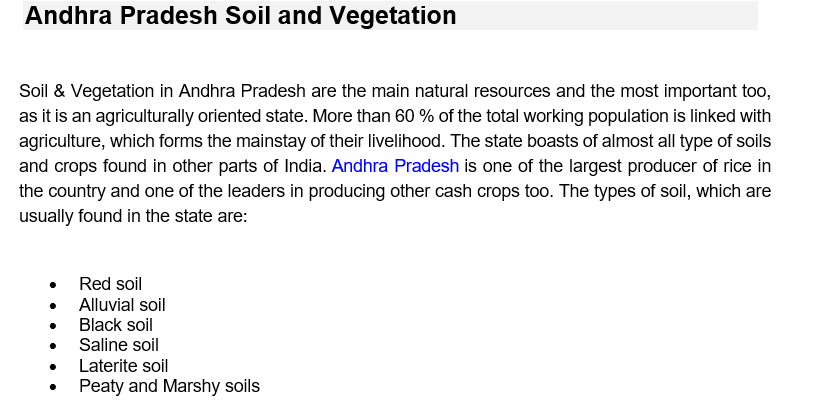 Andhra Pradesh Soil and Vegetation
Soil & Vegetation in Andhra Pradesh are the main natural resources and the most important too,
as it is an agriculturally oriented state. More than 60 % of the total working population is linked with
agriculture, which forms the mainstay of their livelihood. The state boasts of almost all type of soils
and crops found in other parts of India. Andhra Pradesh is one of the largest producer of rice in
the country and one of the leaders in producing other cash crops too. The types of soil, which are
usually found in the state are:
• Red soil
• Alluvial soil
• Black soil
• Saline soil
• Laterite soil
• Peaty and Marshy soils